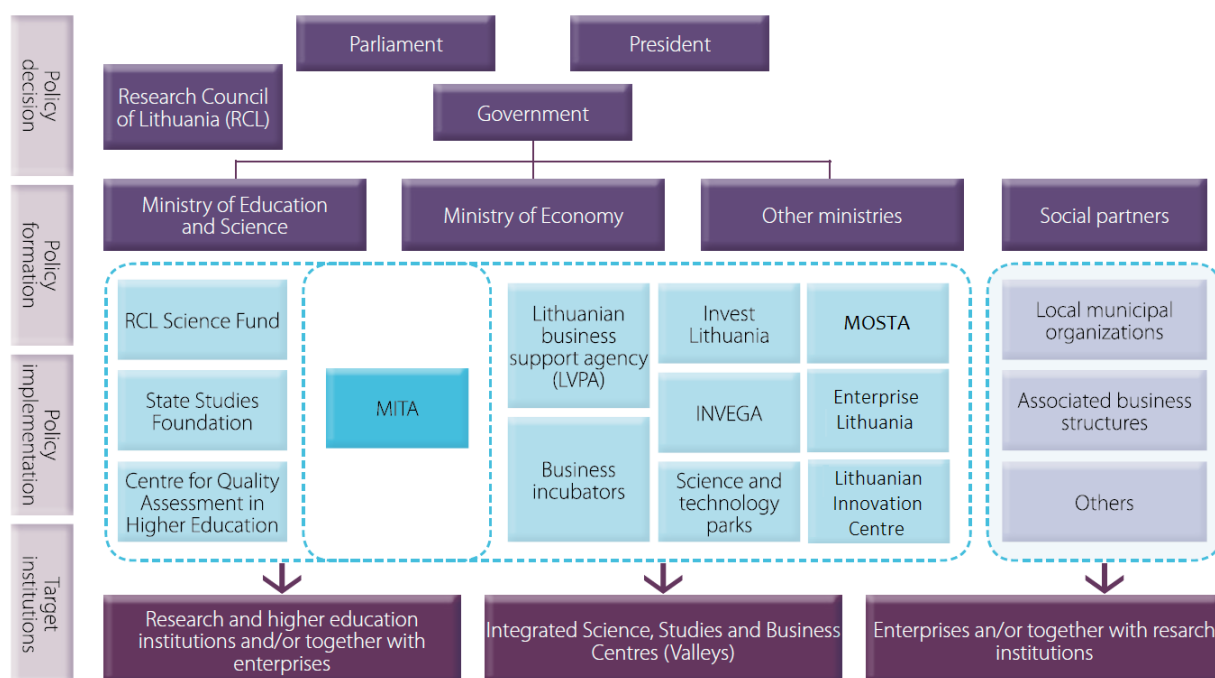 Policy
decision
Parliament
President
Research Council
of Lithuania (RCL)
Government
Policy
formation
Ministry of Education
and Science
Ministry of Economy
Other ministries
Social partners
RCL Science Fund
Lithuanian
business
support agency
(LVPA)
Invest
Lithuania
MOSTA
Local municipal
organizations
Policy
implementation
State Studies
Foundation
MITA
INVEGA
Enterprise
Lithuania
Associated business
structures
Centre for Quality
Assessment in
Higher Education
Business
incubators
Science and
technology
parks
Lithuanian
Innovation
Centre
Others
Target
institutions
Research and higher education
institutions and/or together with
enterprises
Integrated Science, Studies and Business
Centres (Valleys)
Enterprises an/or together with resarch
institutions